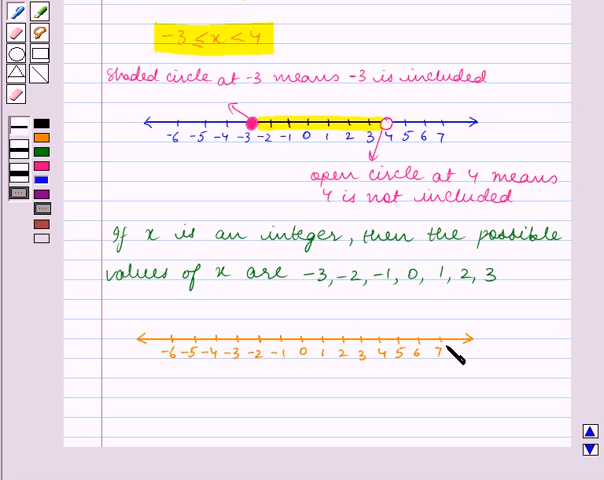 -3 ≤ x < 4
Shaded circle at -3 means -3 is included
-6 -5 -4 -3 -2 -1 0 1 2 3 4 5 6 7
open circle at 4 means
4 is not included
If x is an integer, then the possible
values of x are -3, -2, -1, 0, 1, 2, 3
-6 -5 -4 -3 -2 -1 0 1 2 3 4 5 6 7